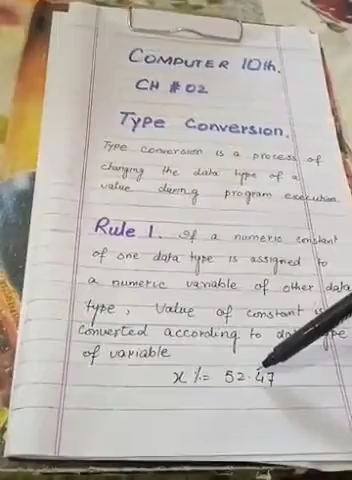 COMPUTER 10th.
CH # 02
Type Conversion.
Type conversion is a process of
changing the data type of a
value during program execution
Rule 1. If a numeric constant
of one data type is assigned to
a numeric variable of other data
type, Value of constant is
converted according to data type
of variable
x %= 52.47